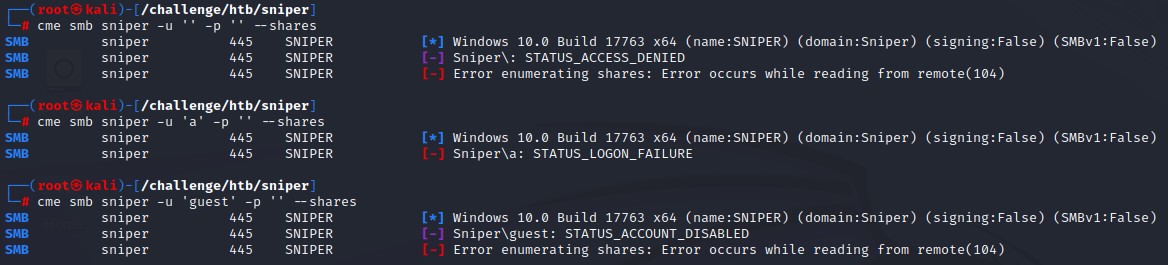 ┌──(root㉿kali)-[/challenge/htb/sniper]
└─# cme smb sniper -u '' -p '' --shares
SMB sniper 445 SNIPER [*] Windows 10.0 Build 17763 x64 (name:SNIPER) (domain:Sniper) (signing:False) (SMBv1:False)
SMB sniper 445 SNIPER [-] Sniper\: STATUS_ACCESS_DENIED
SMB sniper 445 SNIPER [-] Error enumerating shares: Error occurs while reading from remote(104)
┌──(root㉿kali)-[/challenge/htb/sniper]
└─# cme smb sniper -u 'a' -p '' --shares
SMB sniper 445 SNIPER [*] Windows 10.0 Build 17763 x64 (name:SNIPER) (domain:Sniper) (signing:False) (SMBv1:False)
SMB sniper 445 SNIPER [-] Sniper\a: STATUS_LOGON_FAILURE
┌──(root㉿kali)-[/challenge/htb/sniper]
└─# cme smb sniper -u 'guest' -p '' --shares
SMB sniper 445 SNIPER [*] Windows 10.0 Build 17763 x64 (name:SNIPER) (domain:Sniper) (signing:False) (SMBv1:False)
SMB sniper 445 SNIPER [-] Sniper\guest: STATUS_ACCOUNT_DISABLED
SMB sniper 445 SNIPER [-] Error enumerating shares: Error occurs while reading from remote(104)